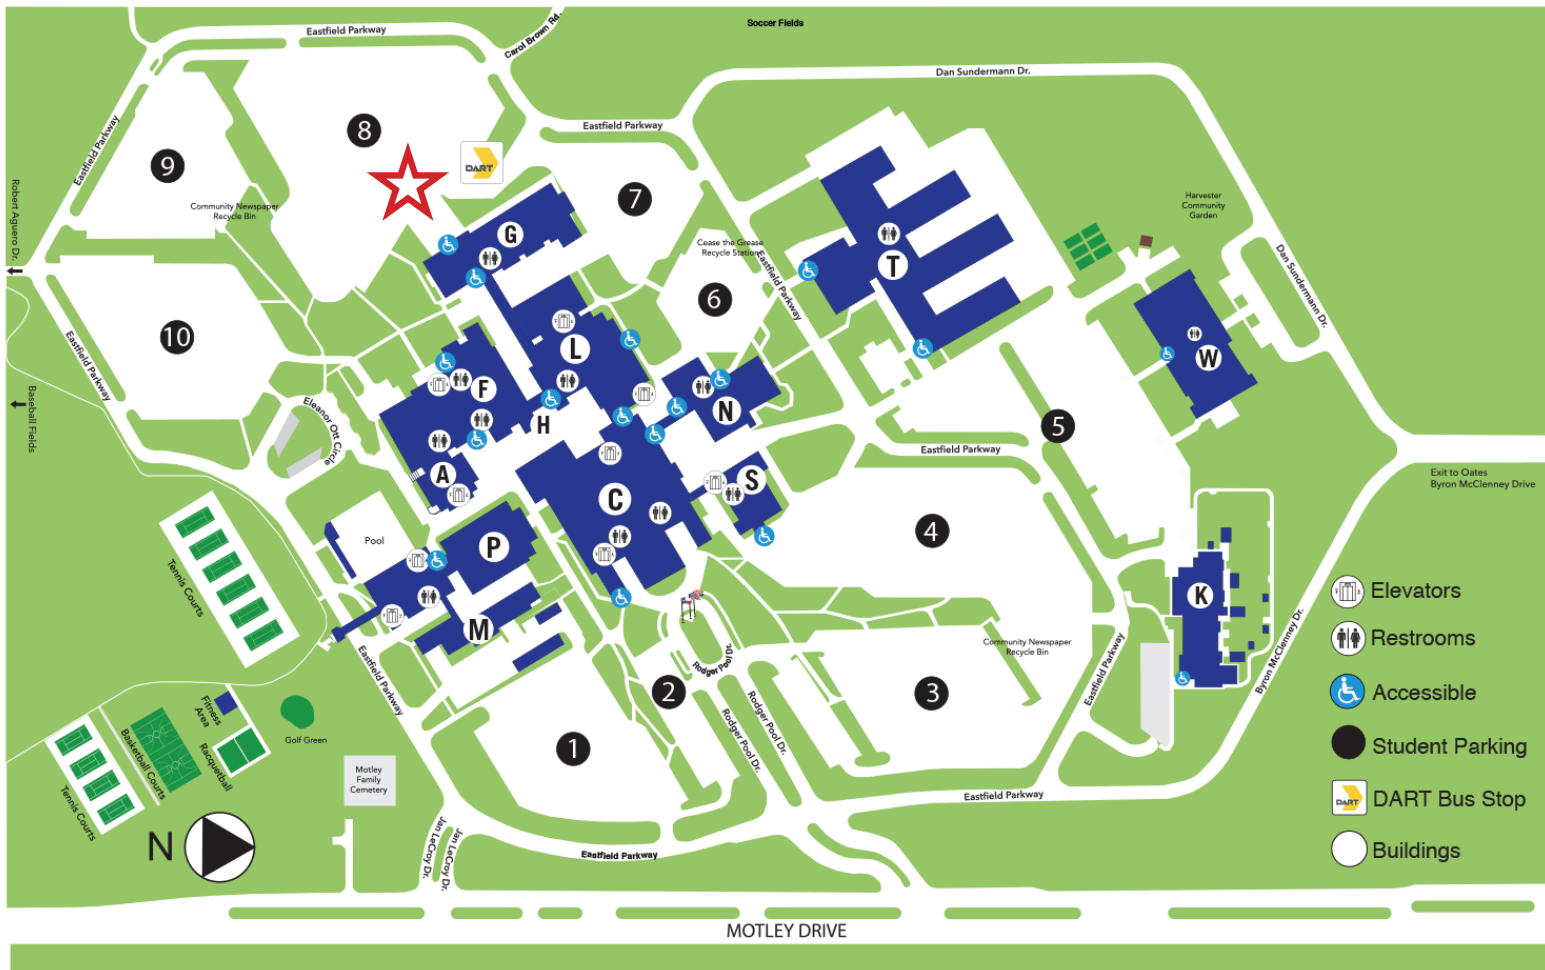 Soccer Fields
Eastfield Parkway
Carol Brown Rd.
Dan Sundermann Dr.
Eastfield Parkway
8
DART
9
Eastfield Parkway
7
Robert Aguero Dr.
Community Newspaper
Recycle Bin
Harvester
Community
Garden
G
T
Cease the Grease
Recycle Station
Eastfield Parkway
6
Dan Sundermann Dr.
10
Eastfield Parkway
L
W
F
N
Baseball Fields
Eleanor Ott Circle
H
5
Eastfield Parkway
A
S
C
Exit to Oates
Byron McClenney Drive
4
Pool
P
Tennis Courts
K
Elevators
M
Restrooms
Community Newspaper
Recycle Bin
Eastfield Parkway
Rodger Pool Dr.
Eastfield Parkway
Byron McClenney Dr.
2
3
Accessible
Fitness
Area
Golf Green
Basketball Courts
Racquetball
Rodger Pool Dr.
Rodger Pool Dr.
1
Student Parking
Motley
Family
Cemetery
Tennis Courts
Eastfield Parkway
DART
DART Bus Stop
N
Jan LeCroy Dr.
Jan LeCroy Dr.
Eastfield Parkway
Buildings
MOTLEY DRIVE